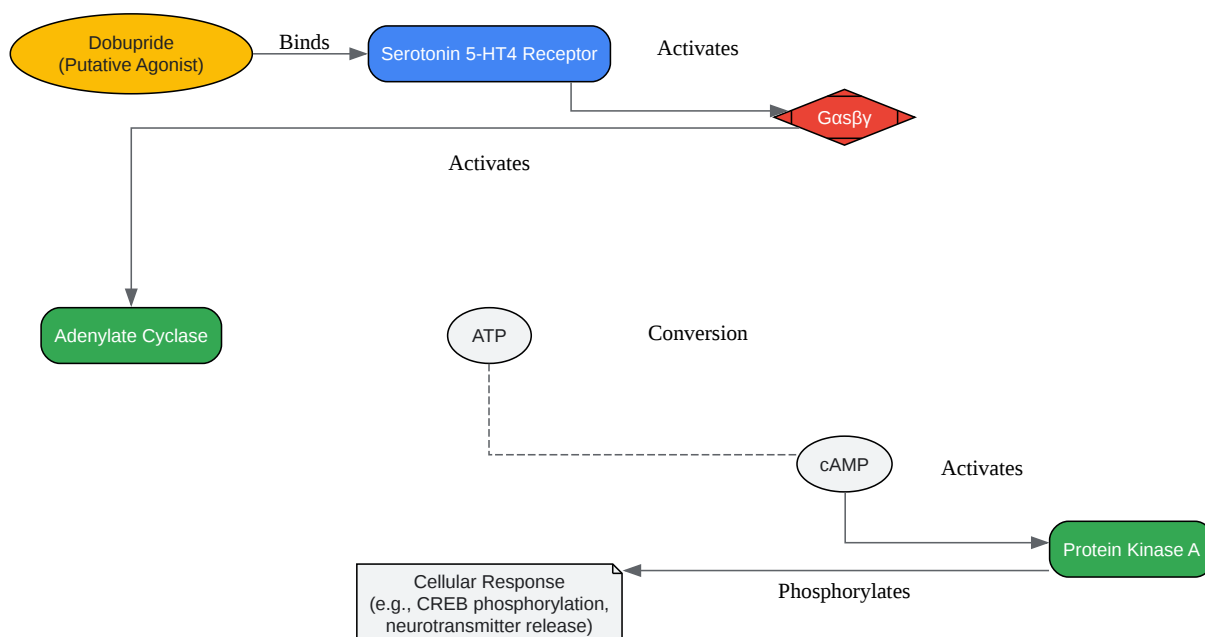 Dobupride
(Putative Agonist)
Binds
Serotonin 5-HT4 Receptor
Activates
Gαsβγ
Activates
Adenylate Cyclase
ATP
Conversion
cAMP
Activates
Protein Kinase A
Phosphorylates
Cellular Response
(e.g., CREB phosphorylation,
neurotransmitter release)